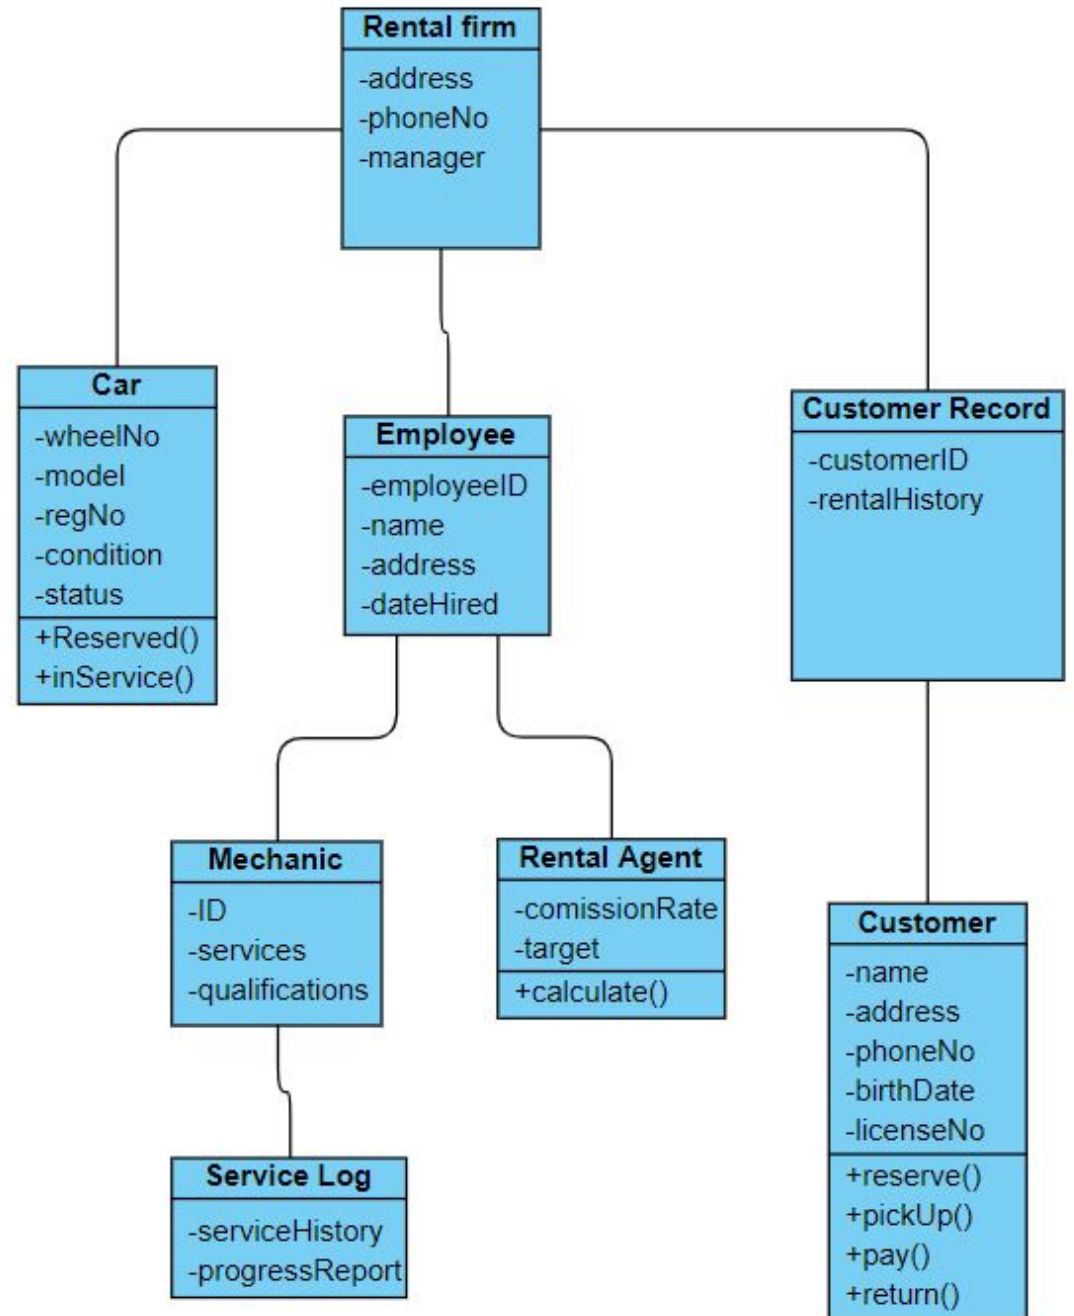 Rental firm
-address
-phoneNo
-manager
Car
-wheelNo
-model
-regNo
-condition
-status
+Reserved()
+inService()
Employee
-employeeID
-name
-address
-dateHired
Customer Record
-customerID
-rentalHistory
Mechanic
-ID
-services
-qualifications
Rental Agent
-comissionRate
-target
+calculate()
Customer
-name
-address
-phoneNo
-birthDate
-licenseNo
+reserve()
+pickUp()
+pay()
+return()
Service Log
-serviceHistory
-progressReport